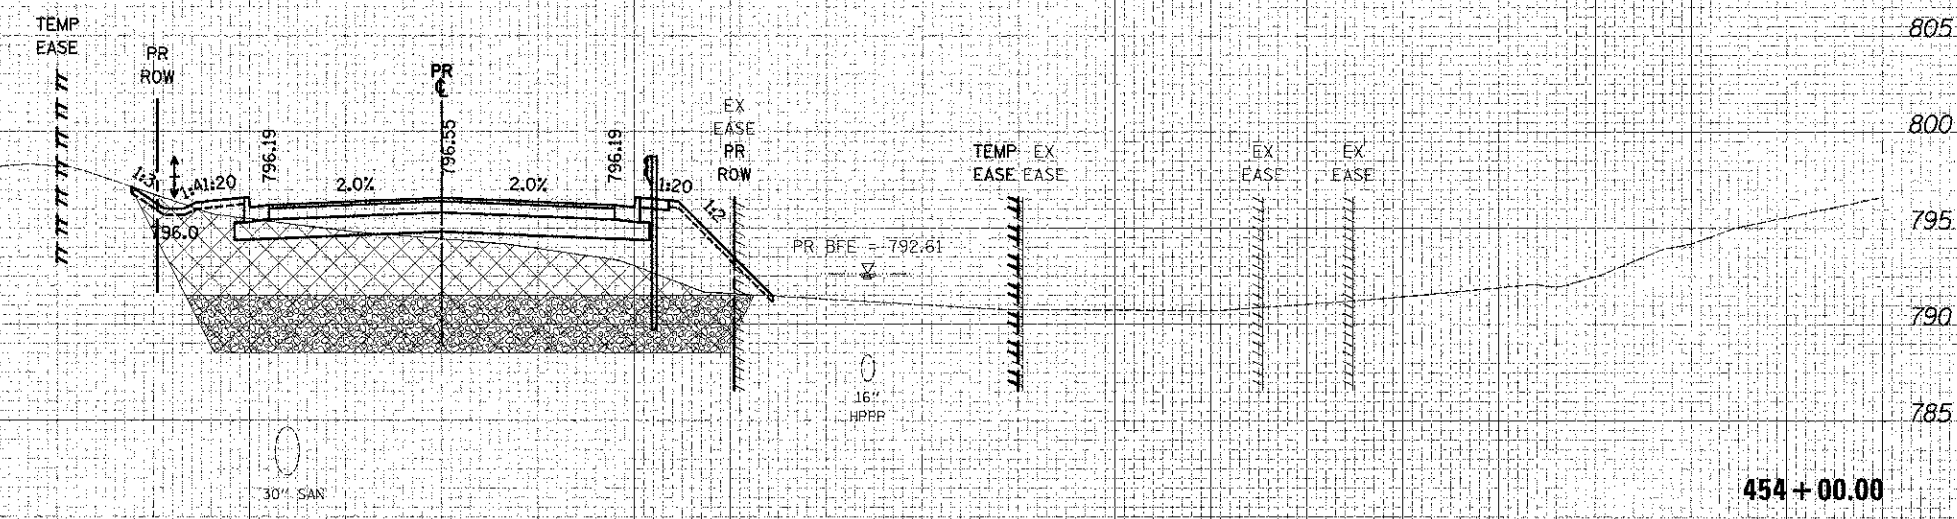 TEMP
EASE
PR
ROW
PR
℄
796.19
796.55
796.19
EX
EASE
PR
ROW
TEMP EX
EASE EASE
EX
EASE
EX
EASE
805
800
795
790
785
1:3
1:20
2.0%
2.0%
1:20
1:2
796.0
PR BFE = 792.61
16"
30" SAN
454+00.00